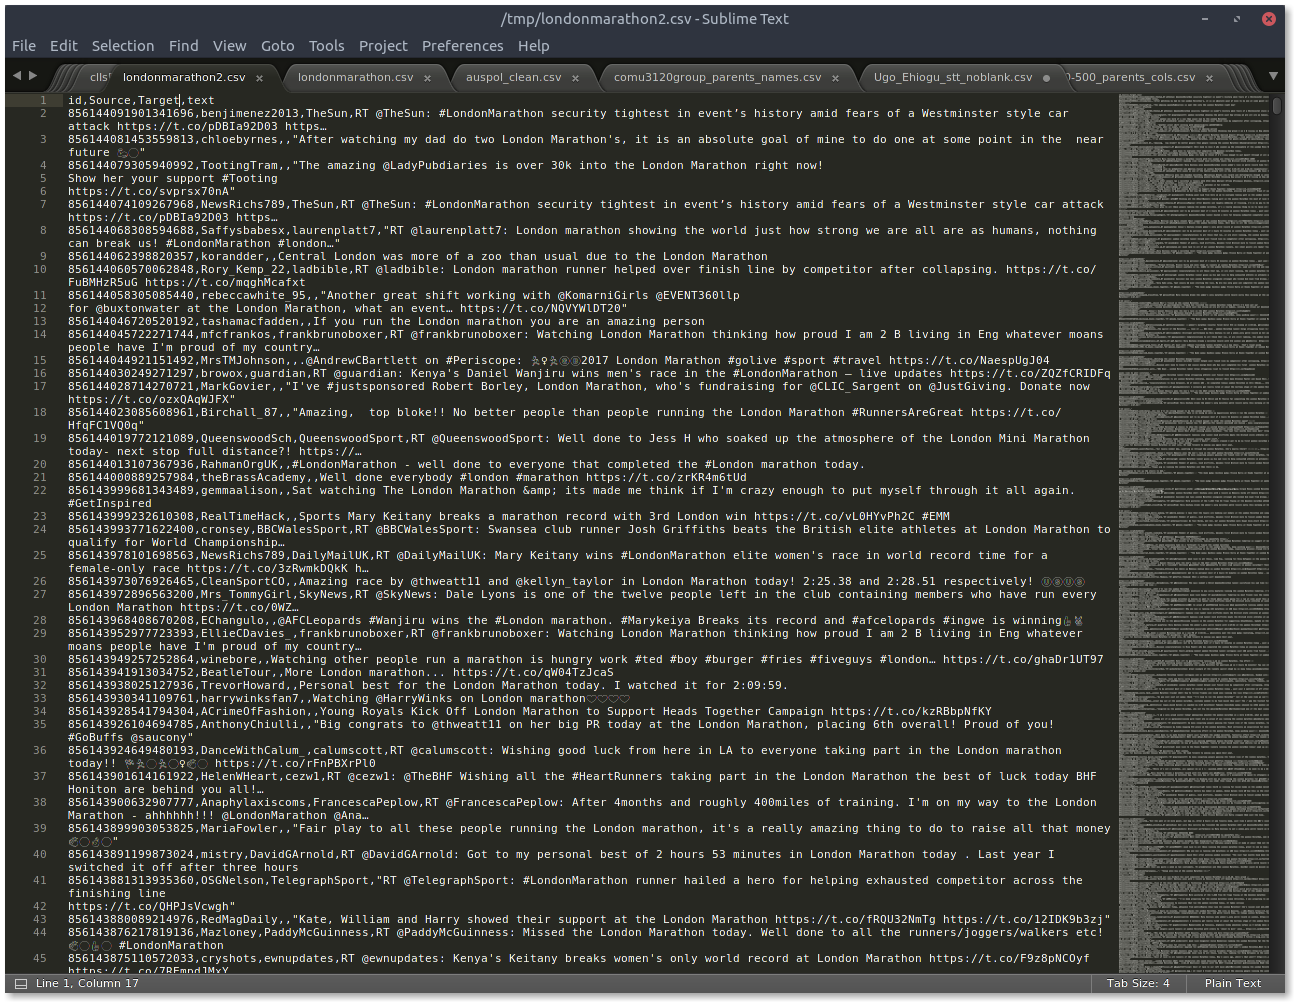 /tmp/londonmarathon2.csv - Sublime Text
File Edit Selection Find View Goto Tools Project Preferences Help
londonmarathon2.csv londonmarathon.csv auspol_clean.csv comu3120group_parents_names.csv Ugo_Ehiogu_stt_noblank.csv 0-500_parents_cols.csv
1 id,Source,Target,text
2 856144091901341696,benjimenez2013,TheSun,RT @TheSun: #LondonMarathon security tightest in event’s history amid fears of a Westminster style car
attack https://t.co/pDBIa92D03 https…
3 856144081453559813,chloebyrnes,,"After watching my dad do two London Marathon's, it is an absolute goal of mine to do one at some point in the  near
future "
4 856144079305940992,TootingTram,,"The amazing @LadyPubdiaries is over 30k into the London Marathon right now!
5 Show her your support #Tooting
6 https://t.co/svprsx70nA"
7 856144074109267968,NewsRichs789,TheSun,RT @TheSun: #LondonMarathon security tightest in event’s history amid fears of a Westminster style car attack
https://t.co/pDBIa92D03 https…
8 856144068308594688,Saffysbabesx,laurenplatt7,"RT @laurenplatt7: London marathon showing the world just how strong we are all are as humans, nothing
can break us! #LondonMarathon #london…"
9 856144062398820357,korandder,,Central London was more of a zoo than usual due to the London Marathon
10 856144060570062848,Rory_Kemp_22,ladbible,RT @ladbible: London marathon runner helped over finish line by competitor after collapsing. https://t.co/
FuBMHzR5uG https://t.co/mqghMcafxt
11 856144058305085440,rebeccawhite_95,,"Another great shift working with @KomarniGirls @EVENT360llp
12 for @buxtonwater at the London Marathon, what an event… https://t.co/NQVYWlDT20"
13 856144046720520192,tashamacfadden,,If you run the London marathon you are an amazing person
14 856144045722271744,mfcfrankos,frankbrunoboxer,RT @frankbrunoboxer: Watching London Marathon thinking how proud I am 2 B living in Eng whatever moans
people have I'm proud of my country…
15 856144044921151492,MrsTMJohnson,,.@AndrewCBartlett on #Periscope: 2017 London Marathon #golive #sport #travel https://t.co/NaespUgJ04
16 856144030249271297,browox,guardian,RT @guardian: Kenya's Daniel Wanjiru wins men's race in the #LondonMarathon – live updates https://t.co/ZQZfCRIDFq
17 856144028714270721,MarkGovier,,"I've #justsponsored Robert Borley, London Marathon, who's fundraising for @CLIC_Sargent on @JustGiving. Donate now
https://t.co/ozxQAqWJFX"
18 856144023085608961,Birchall_87,,"Amazing,  top bloke!! No better people than people running the London Marathon #RunnersAreGreat https://t.co/
HfqFC1VQ0q"
19 856144019772121089,QueenswoodSch,QueenswoodSport,RT @QueenswoodSport: Well done to Jess H who soaked up the atmosphere of the London Mini Marathon
today- next stop full distance?! https://…
20 856144013107367936,RahmanOrgUK,,#LondonMarathon - well done to everyone that completed the #London marathon today.
21 856144000889257984,theBrassAcademy,,Well done everybody #london #marathon https://t.co/zrKR4m6tUd
22 856143999681343489,gemmaalison,,Sat watching The London Marathon &amp; its made me think if I'm crazy enough to put myself through it all again.
#GetInspired
23 856143999232610308,RealTimeHack,,Sports Mary Keitany breaks a marathon record with 3rd London win https://t.co/vL0HYvPh2C #EMM
24 856143993771622400,cronsey,BBCWalesSport,RT @BBCWalesSport: Swansea club runner Josh Griffiths beats the British elite athletes at London Marathon to
qualify for World Championship…
25 856143978101698563,NewsRichs789,DailyMailUK,RT @DailyMailUK: Mary Keitany wins #LondonMarathon elite women's race in world record time for a
female-only race https://t.co/3zRwmkDQkK h…
26 856143973076926465,CleanSportCO,,Amazing race by @thweatt11 and @kellyn_taylor in London Marathon today! 2:25.38 and 2:28.51 respectively!
27 856143972896563200,Mrs_TommyGirl,SkyNews,RT @SkyNews: Dale Lyons is one of the twelve people left in the club containing members who have run every
London Marathon https://t.co/0WZ…
28 856143968408670208,EChangulo,,@AFCLeopards #Wanjiru wins the #London marathon. #Marykeiya Breaks its record and #afcelopards #ingwe is winning
29 856143952977723393,EllieCDavies_,frankbrunoboxer,RT @frankbrunoboxer: Watching London Marathon thinking how proud I am 2 B living in Eng whatever
moans people have I'm proud of my country…
30 856143949257252864,winebore,,Watching other people run a marathon is hungry work #ted #boy #burger #fries #fiveguys #london… https://t.co/ghaDr1UT97
31 856143941913034752,BeatleTour,,More London marathon... https://t.co/qW04TzJcaS
32 856143938025127936,TrevorHoward,,Personal best for the London Marathon today. I watched it for 2:09:59.
33 856143930341109761,harrywinksfan7,,Watching @HarryWinks on London marathon♡♡♡♡
34 856143928541794304,ACrimeOfFashion,,Young Royals Kick Off London Marathon to Support Heads Together Campaign https://t.co/kzRBbpNfKY
35 856143926104694785,AnthonyChiulli,,"Big congrats to @thweatt11 on her big PR today at the London Marathon, placing 6th overall! Proud of you!
#GoBuffs @saucony"
36 856143924649480193,DanceWithCalum_,calumscott,RT @calumscott: Wishing good luck from here in LA to everyone taking part in the London marathon
today!! https://t.co/rFnPBXrPl0
37 856143901614161922,HelenWHeart,cezw1,RT @cezw1: @TheBHF Wishing all the #HeartRunners taking part in the London Marathon the best of luck today BHF
Honiton are behind you all!…
38 856143900632907777,Anaphylaxiscoms,FrancescaPeplow,RT @FrancescaPeplow: After 4months and roughly 400miles of training. I'm on my way to the London
Marathon - ahhhhhh!!! @LondonMarathon @Ana…
39 856143899903053825,MariaFowler,,"Fair play to all these people running the London marathon, it's a really amazing thing to do to raise all that money
"
40 856143891199873024,mistry,DavidGArnold,RT @DavidGArnold: Got to my personal best of 2 hours 53 minutes in London Marathon today . Last year I
switched it off after three hours
41 856143881313935360,OSGNelson,TelegraphSport,"RT @TelegraphSport: #LondonMarathon runner hailed a hero for helping exhausted competitor across the
finishing line
42 https://t.co/QHPJsVcwgh"
43 856143880089214976,RedMagDaily,,"Kate, William and Harry showed their support at the London Marathon https://t.co/fRQU32NmTg https://t.co/12IDK9b3zj"
44 856143876217819136,Mazloney,PaddyMcGuinness,RT @PaddyMcGuinness: Missed the London Marathon today. Well done to all the runners/joggers/walkers etc!
#LondonMarathon
45 856143875110572033,cryshots,ewnupdates,RT @ewnupdates: Kenya's Keitany breaks women's only world record at London Marathon https://t.co/F9z8pNCOyf
https://t.co/7REmpdJMxY
Line 1, Column 17 Tab Size: 4 Plain Text